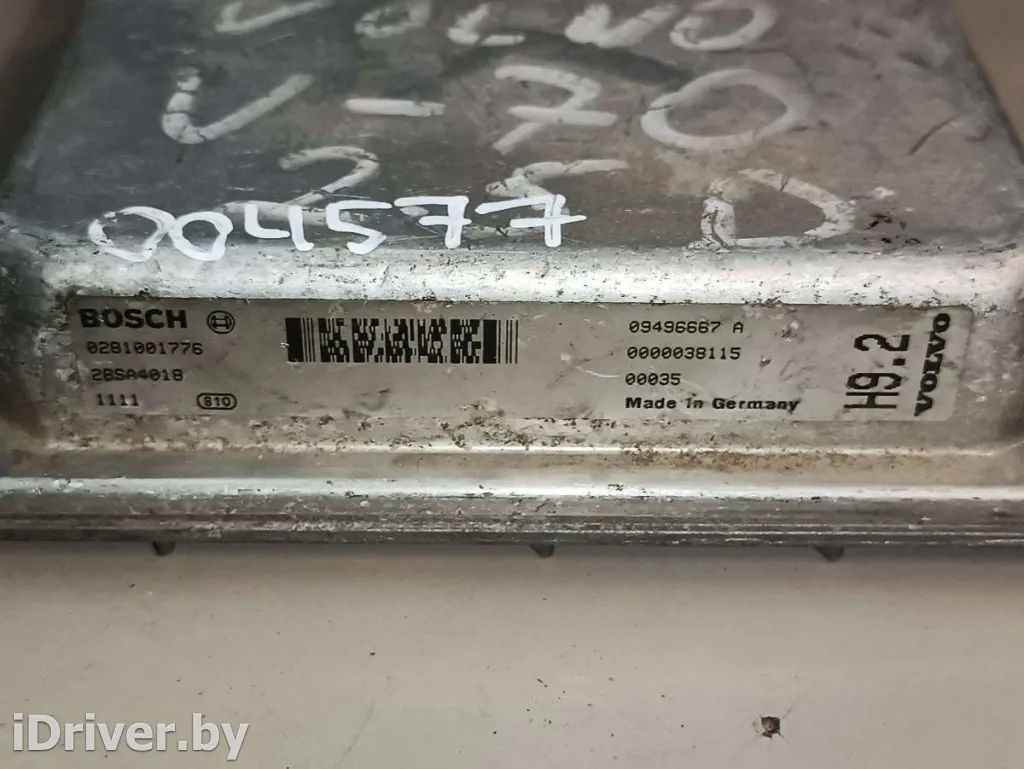 VOLVO
V-70
2.5 D
004577
BOSCH
0281001776
28SA4018
1111 810
09496667 A
0000038115
00035
Made in Germany
H9.2
VOLVO
iDriver.by